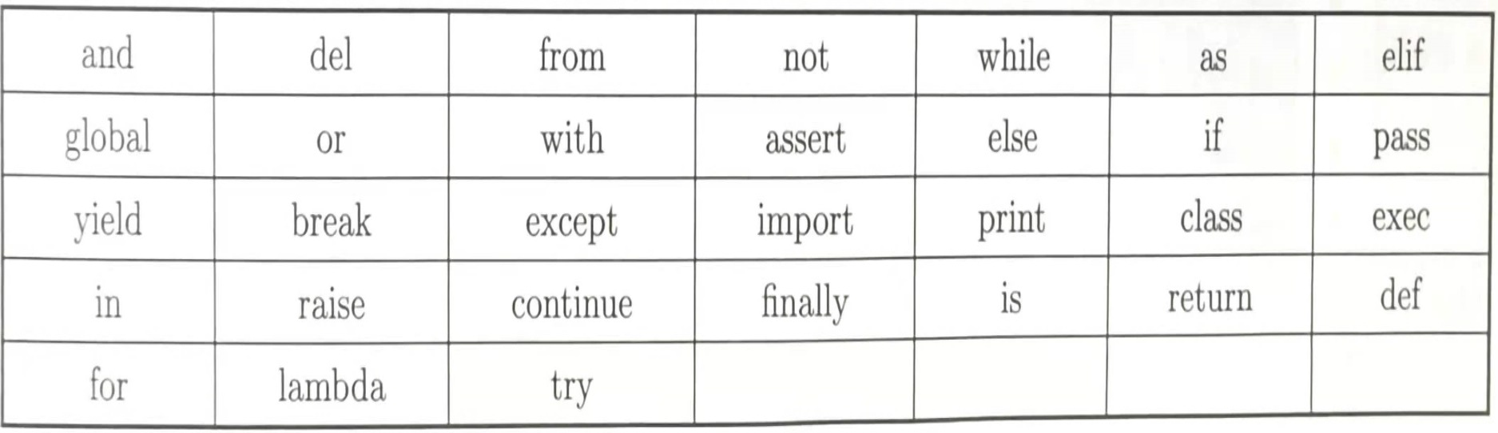 and del from not while as elif
global or with assert else if pass
yield break except import print class exec
in raise continue finally is return def
for lambda try